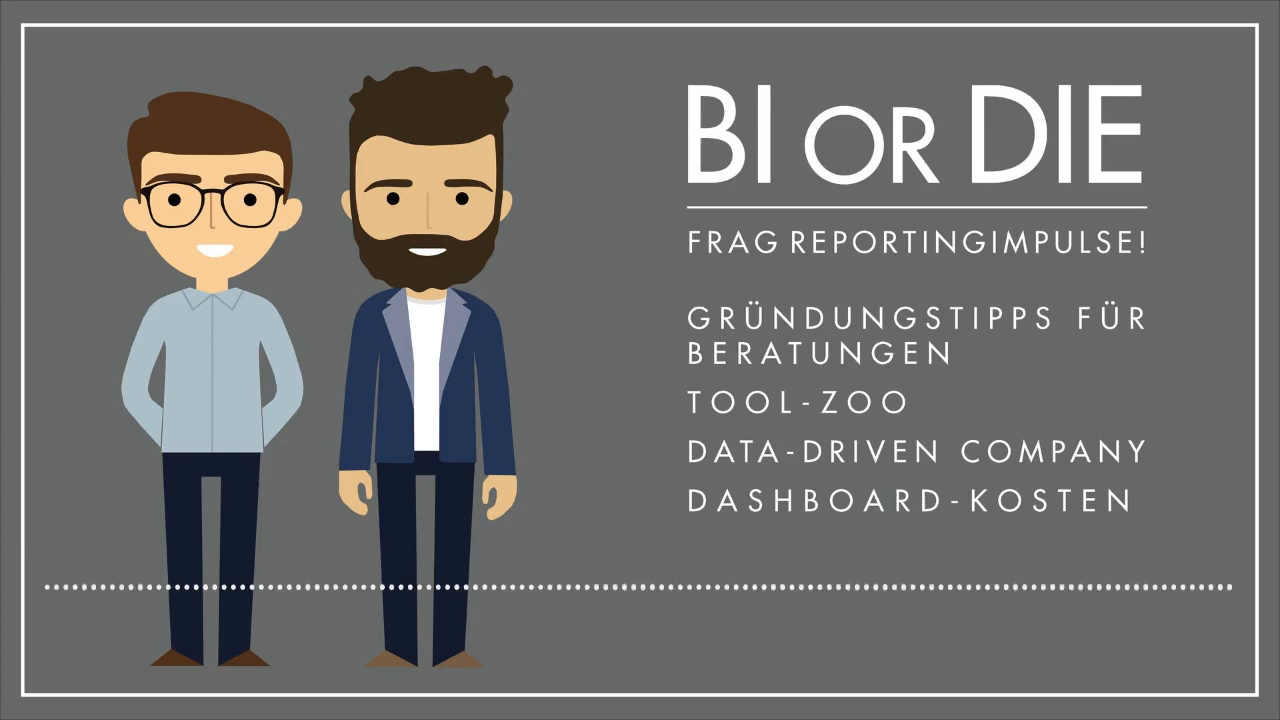 BI OR DIE
FRAG REPORTINGIMPULSE!
GRÜNDUNGSTIPPS FÜR
BERATUNGEN
TOOL-ZOO
DATA-DRIVEN COMPANY
DASHBOARD-KOSTEN